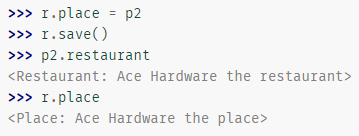 >>> r.place = p2
>>> r.save()
>>> p2.restaurant
<Restaurant: Ace Hardware the restaurant>
>>> r.place
<Place: Ace Hardware the place>